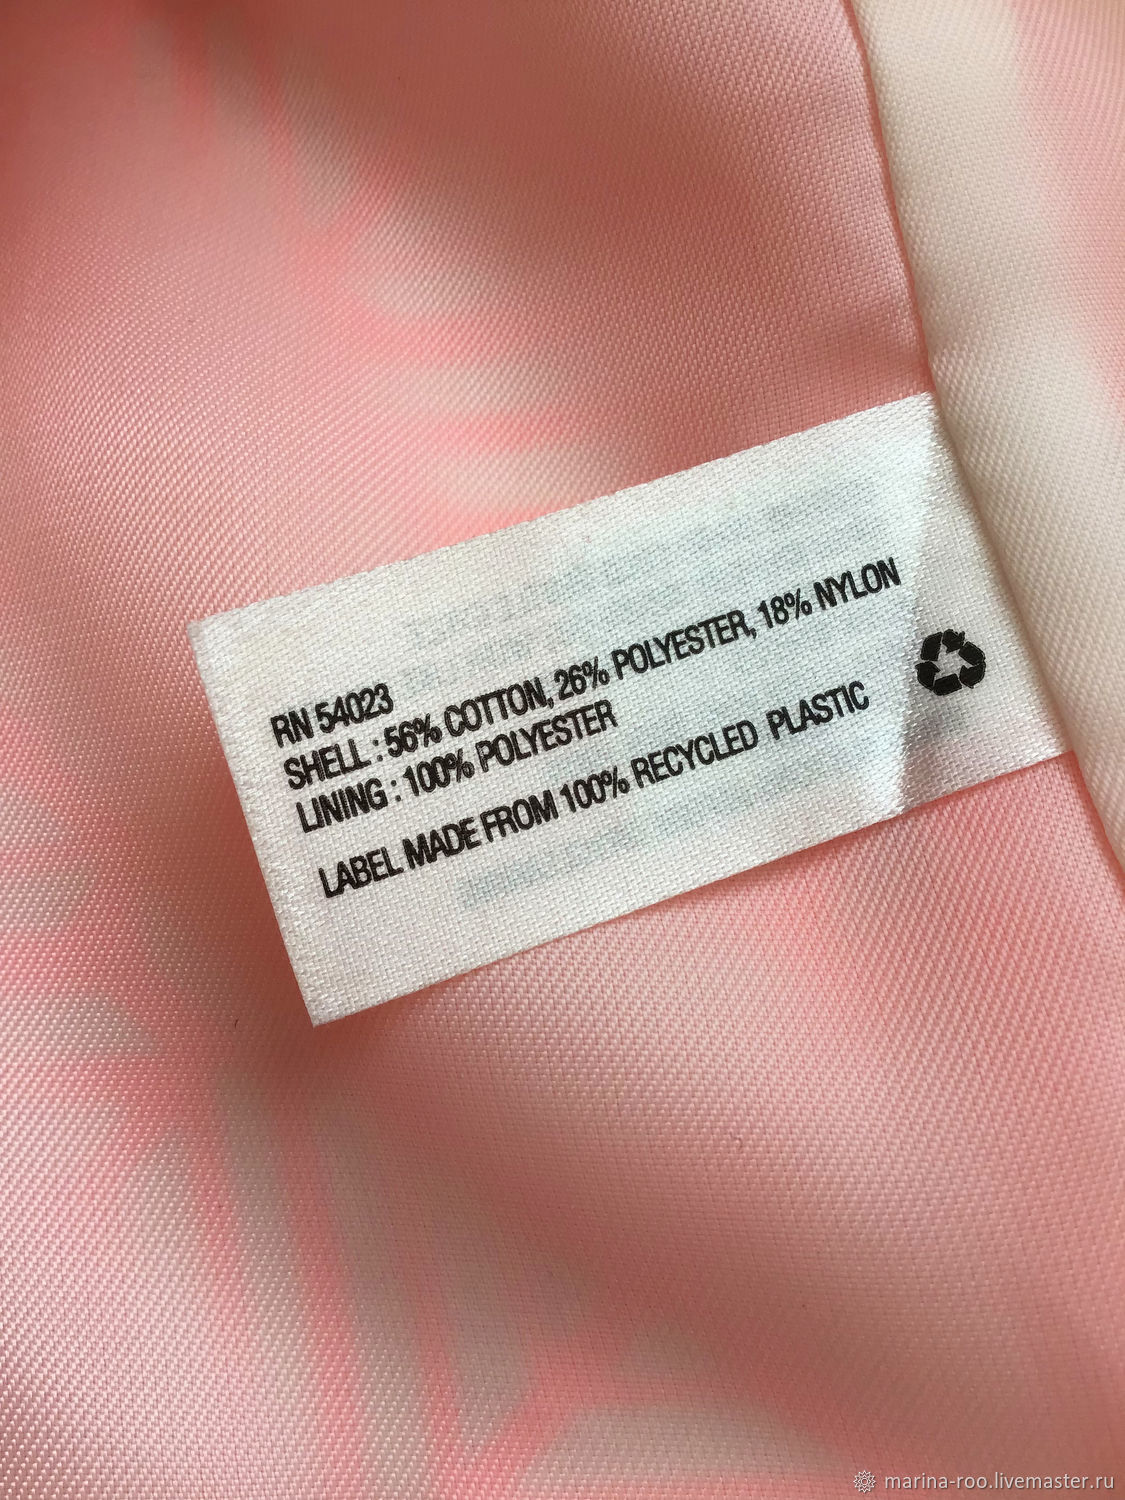 RN 54023
SHELL : 56% COTTON, 26% POLYESTER, 18% NYLON
LINING : 100% POLYESTER
LABEL MADE FROM 100% RECYCLED PLASTIC
marina-roo.livemaster.ru